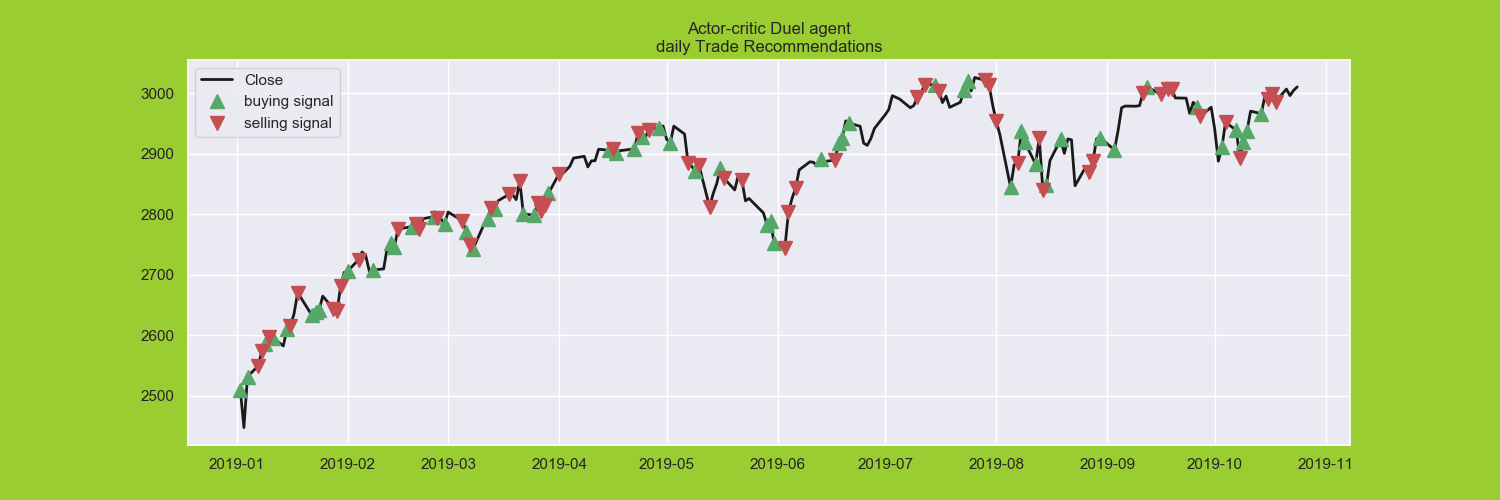 Actor-critic Duel agent
daily Trade Recommendations
Close
buying signal
selling signal
3000
2900
2800
2700
2600
2500
2019-01 2019-02 2019-03 2019-04 2019-05 2019-06 2019-07 2019-08 2019-09 2019-10 2019-11